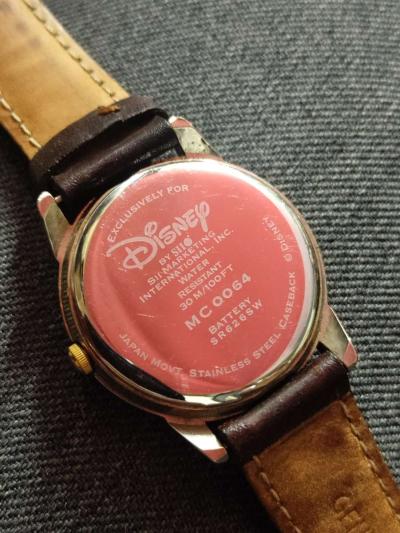 EXCLUSIVELY FOR
Disney
BY SII
SII MARKETING
INTERNATIONAL, INC.
WATER
RESISTANT
30 M/100FT
MC 0064
BATTERY
SR626SW
JAPAN MOVT. STAINLESS STEEL CASEBACK © DISNEY